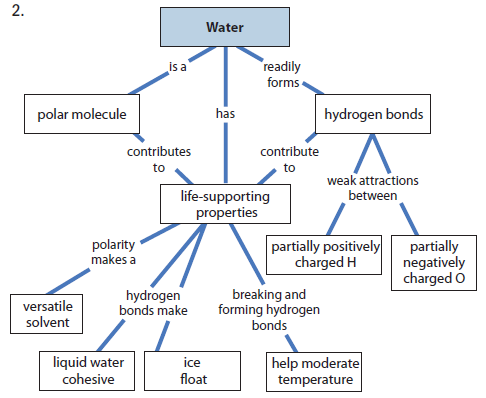 2.
Water
is a
readily
forms
polar molecule
has
hydrogen bonds
contributes
to
contribute
to
weak attractions
between
life-supporting
properties
polarity
makes a
partially positively
charged H
partially
negatively
charged O
versatile
solvent
hydrogen
bonds make
breaking and
forming hydrogen
bonds
liquid water
cohesive
ice
float
help moderate
temperature